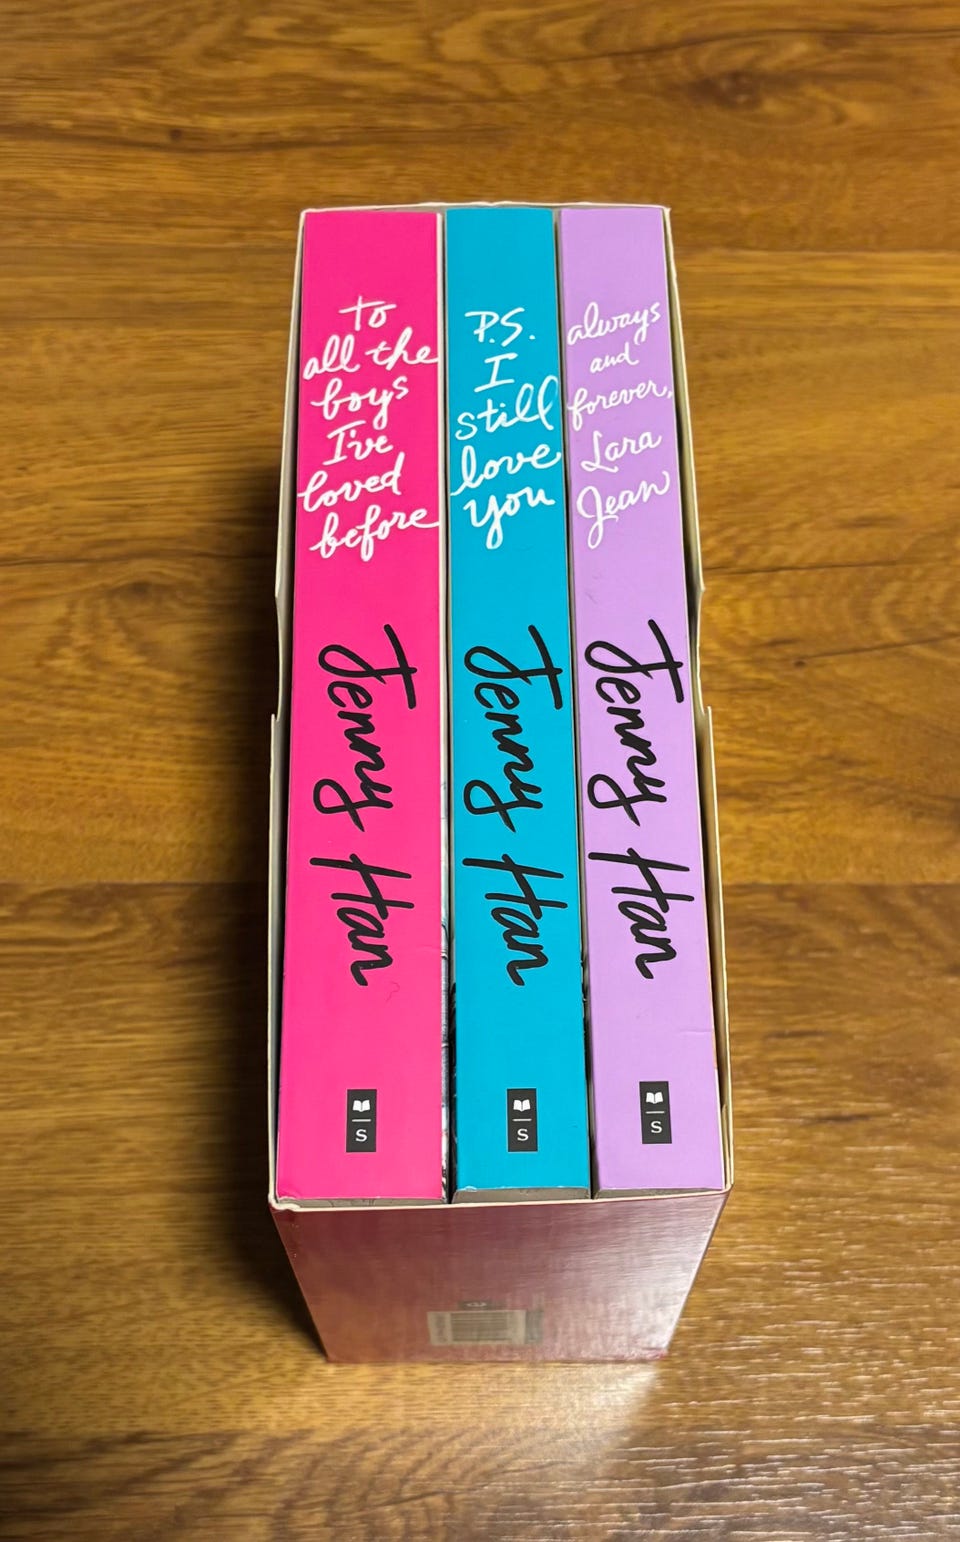 to
all the
boys
I've
loved
before
Jenny Han
S
P.S.
I
still
love
you
Jenny Han
S
always
and
forever,
Lara
Jean
Jenny Han
S